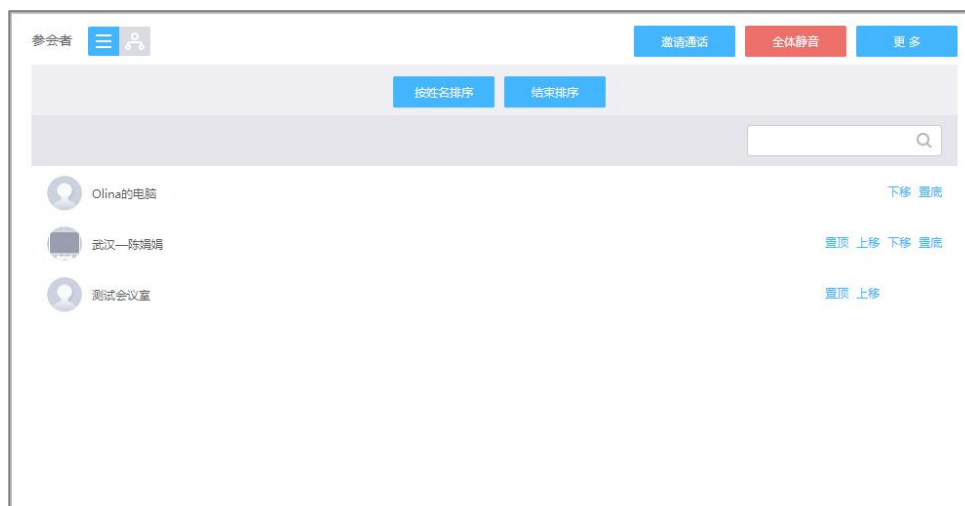 参会者 邀请通话 全体静音 更多
按姓名排序 结束排序
Olina的电脑 下移 置底
武汉—陈娟娟 置顶 上移 下移 置底
测试会议室 置顶 上移